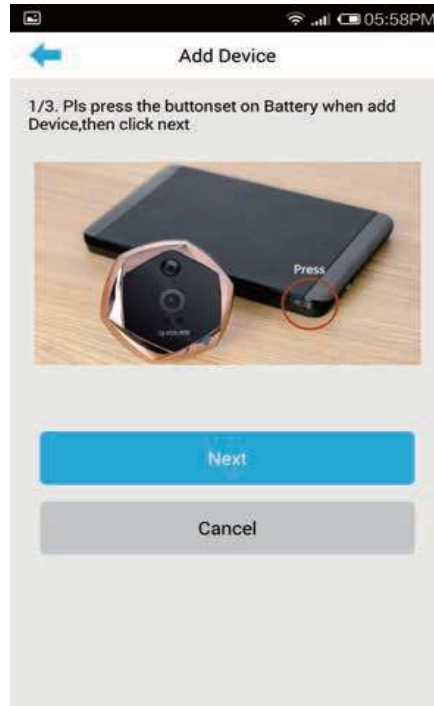 05:58PM
Add Device
1/3. Pls press the buttonset on Battery when add
Device,then click next
Press
Next
Cancel